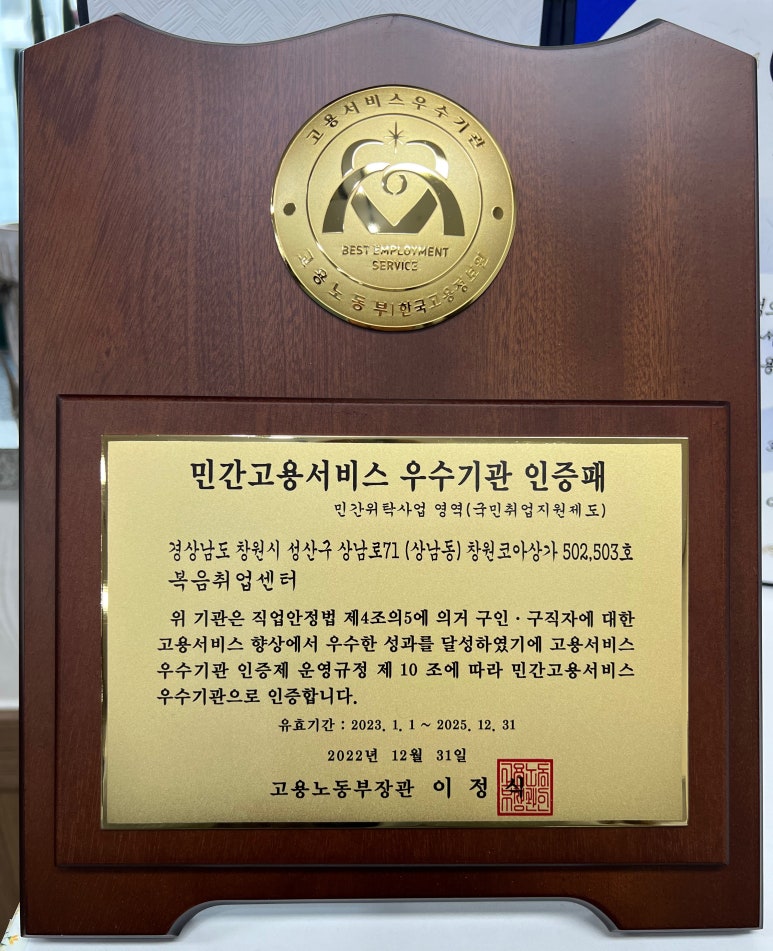 고용서비스우수기관
BEST EMPLOYMENT
SERVICE
고용노동부|한국고용정보원
민간고용서비스 우수기관 인증패
민간위탁사업 영역(국민취업지원제도)
경상남도 창원시 성산구 상남로71 (상남동) 창원코아상가 502,503호
복음취업센터
위 기관은 직업안정법 제4조의5에 의거 구인·구직자에 대한
고용서비스 향상에서 우수한 성과를 달성하였기에 고용서비스
우수기관 인증제 운영규정 제 10 조에 따라 민간고용서비스
우수기관으로 인증합니다.
유효기간 : 2023. 1. 1 ~ 2025. 12. 31
2022년 12월 31일
고용노동부장관 이 정 식